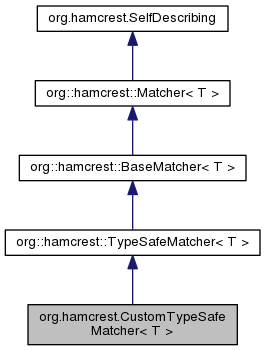 org.hamcrest.SelfDescribing
org::hamcrest::Matcher< T >
org::hamcrest::BaseMatcher< T >
org::hamcrest::TypeSafeMatcher< T >
org.hamcrest.CustomTypeSafe
Matcher< T >